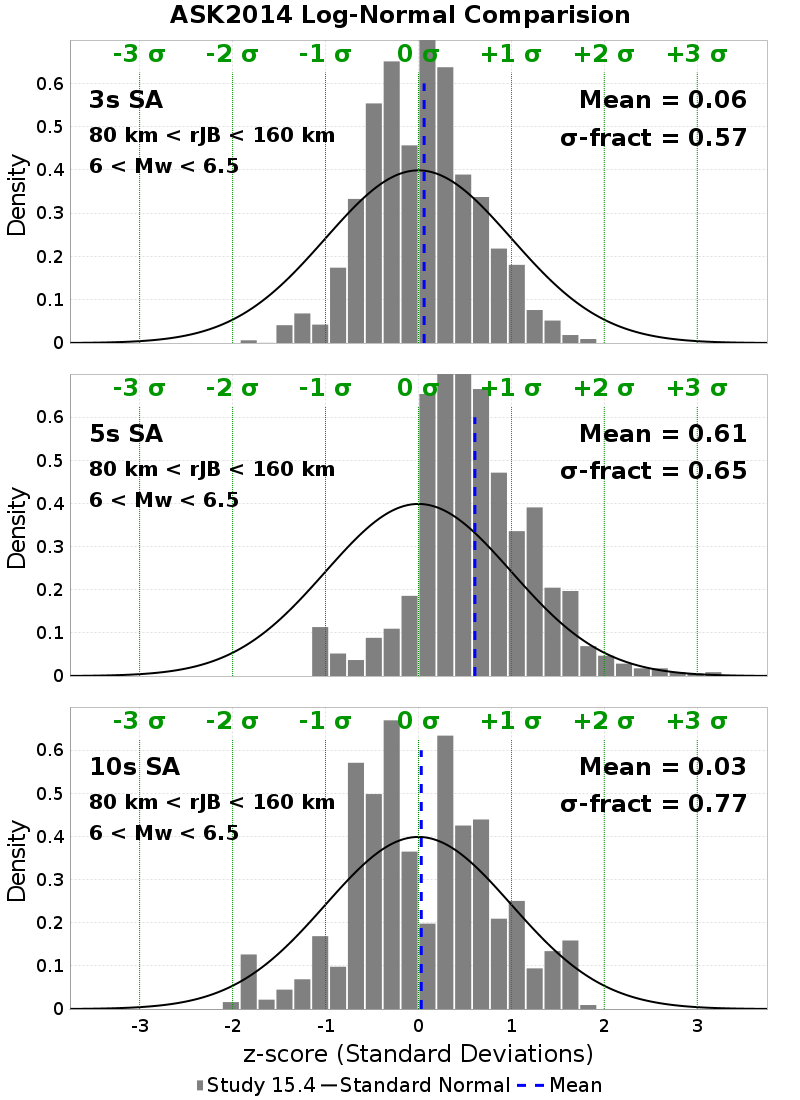 ASK2014 Log-Normal Comparision
-3 σ -2 σ -1 σ 0 σ +1 σ +2 σ +3 σ
3s SA
Mean = 0.06
80 km < rJB < 160 km
σ-fract = 0.57
6 < Mw < 6.5
Density
0.6
0.5
0.4
0.3
0.2
0.1
0
-3 σ -2 σ -1 σ 0 σ +1 σ +2 σ +3 σ
5s SA
Mean = 0.61
80 km < rJB < 160 km
σ-fract = 0.65
6 < Mw < 6.5
Density
0.6
0.5
0.4
0.3
0.2
0.1
0
-3 σ -2 σ -1 σ 0 σ +1 σ +2 σ +3 σ
10s SA
Mean = 0.03
80 km < rJB < 160 km
σ-fract = 0.77
6 < Mw < 6.5
Density
0.6
0.5
0.4
0.3
0.2
0.1
0
-3 -2 -1 0 1 2 3
z-score (Standard Deviations)
Study 15.4 Standard Normal Mean